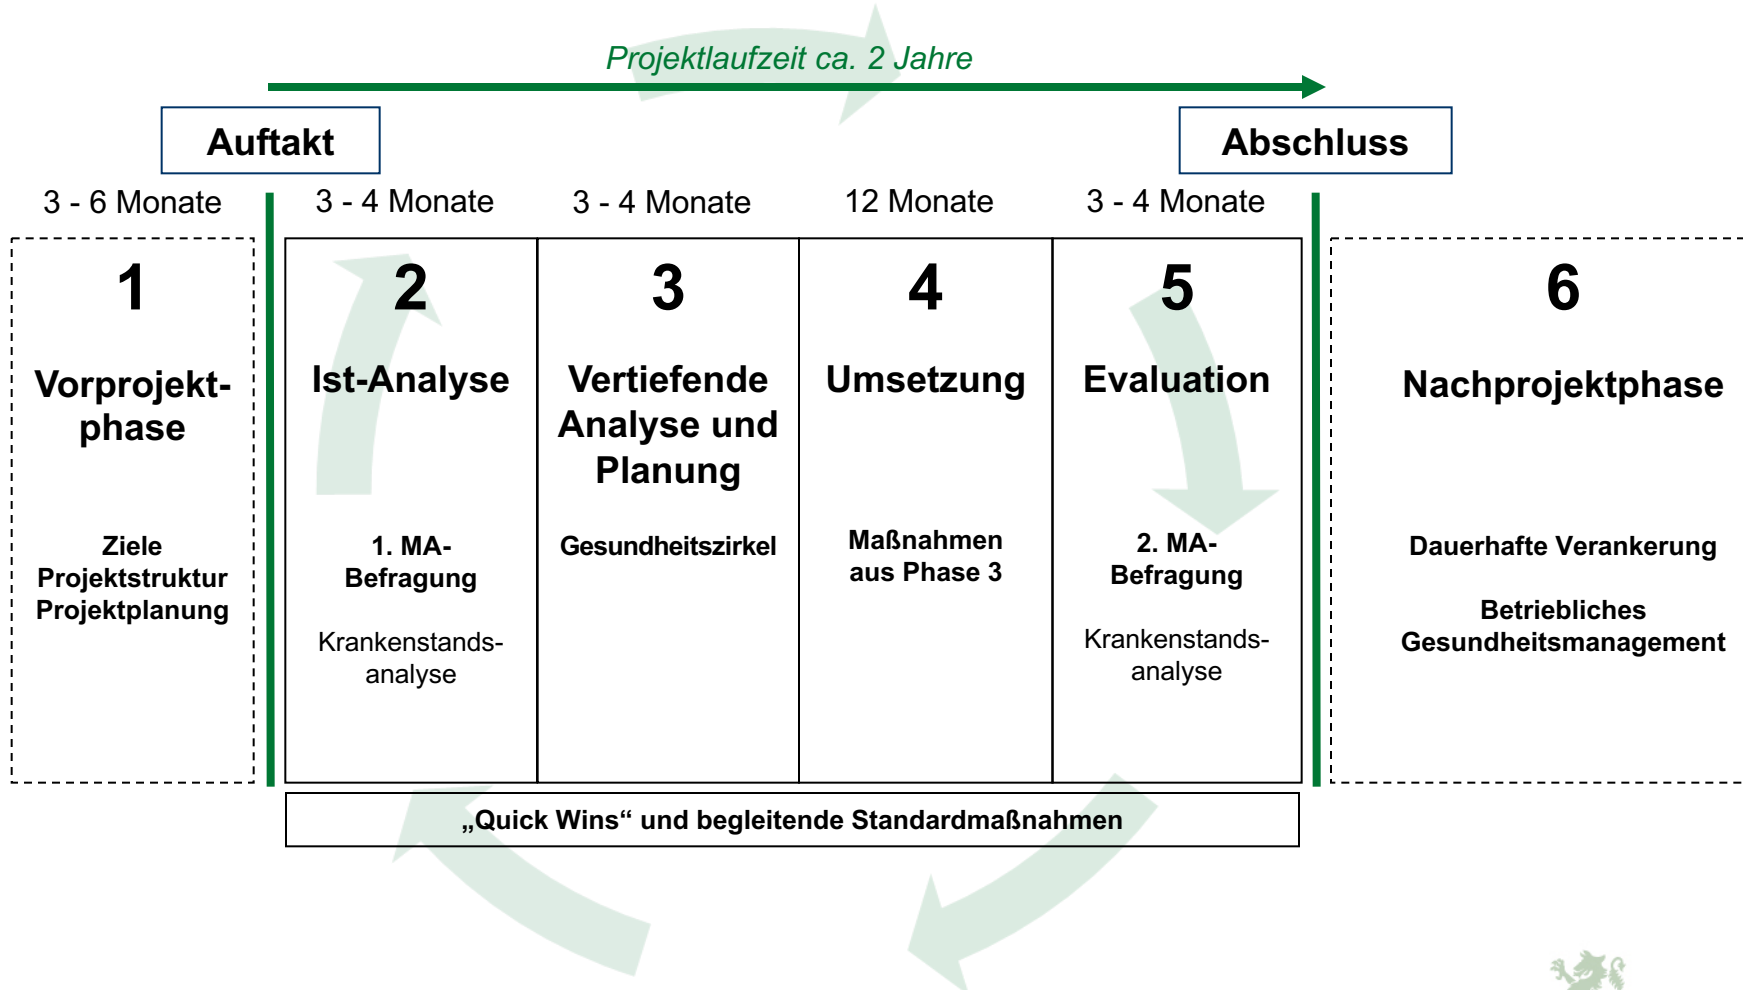 Projektlaufzeit ca. 2 Jahre
Auftakt
Abschluss
3 - 6 Monate
3 - 4 Monate
3 - 4 Monate
12 Monate
3 - 4 Monate
1
Vorprojekt-
phase
Ziele
Projektstruktur
Projektplanung
2
Ist-Analyse
1. MA-
Befragung
Krankenstands-
analyse
3
Vertiefende
Analyse und
Planung
Gesundheitszirkel
4
Umsetzung
Maßnahmen
aus Phase 3
5
Evaluation
2. MA-
Befragung
Krankenstands-
analyse
6
Nachprojektphase
Dauerhafte Verankerung
Betriebliches
Gesundheitsmanagement
„Quick Wins“ und begleitende Standardmaßnahmen